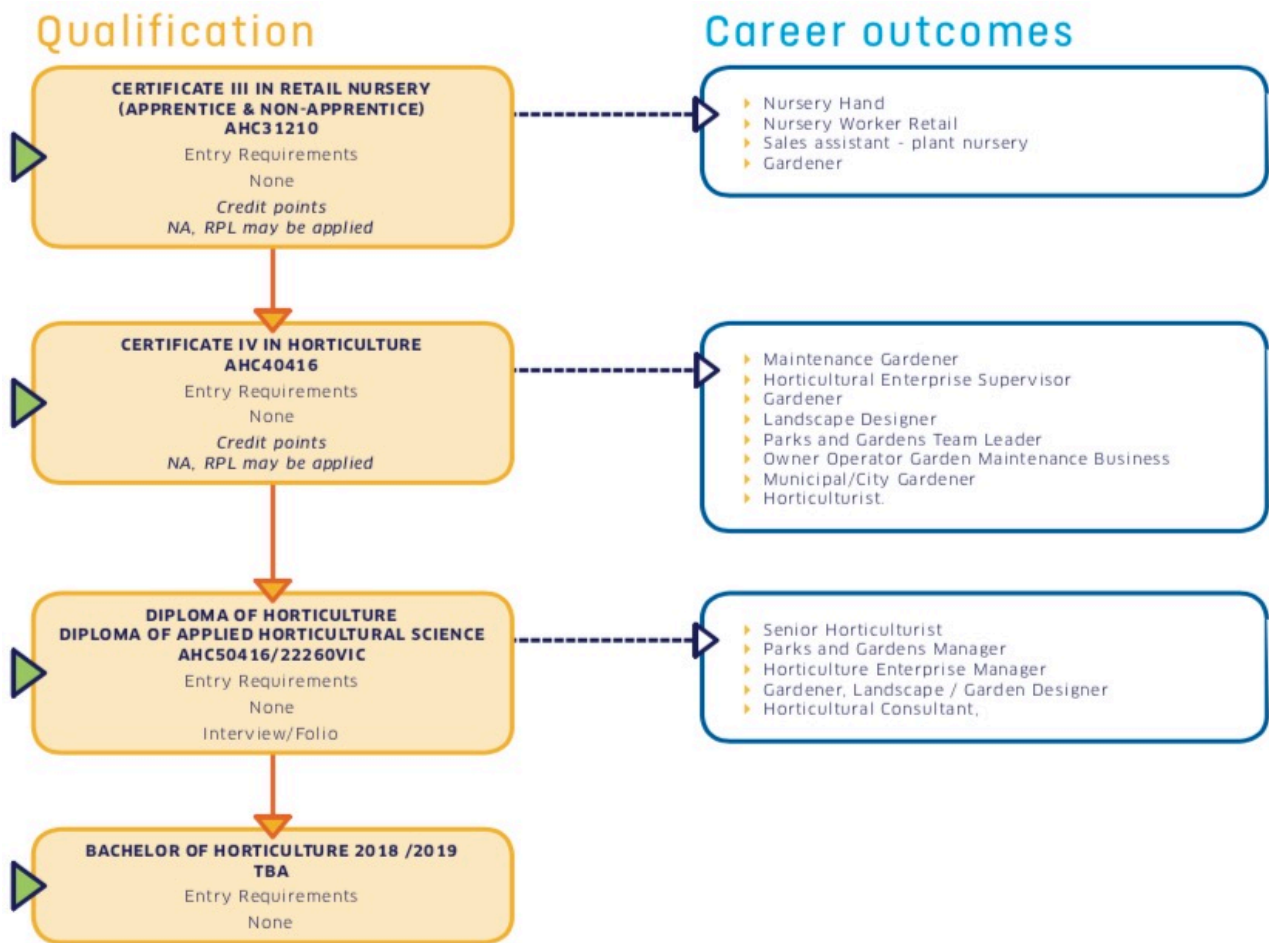 Qualification
Career outcomes
CERTIFICATE III IN RETAIL NURSERY
(APPRENTICE & NON-APPRENTICE)
AHC31210
Entry Requirements
None
Credit points
NA, RPL may be applied
Nursery Hand
Nursery Worker Retail
Sales assistant - plant nursery
Gardener
CERTIFICATE IV IN HORTICULTURE
AHC40416
Entry Requirements
None
Credit points
NA, RPL may be applied
Maintenance Gardener
Horticultural Enterprise Supervisor
Gardener
Landscape Designer
Parks and Gardens Team Leader
Owner Operator Garden Maintenance Business
Municipal/City Gardener
Horticulturist.
DIPLOMA OF HORTICULTURE
DIPLOMA OF APPLIED HORTICULTURAL SCIENCE
AHC50416/22260VIC
Entry Requirements
None
Interview/Folio
Senior Horticulturist
Parks and Gardens Manager
Horticulture Enterprise Manager
Gardener, Landscape / Garden Designer
Horticultural Consultant,
BACHELOR OF HORTICULTURE 2018 /2019
TBA
Entry Requirements
None